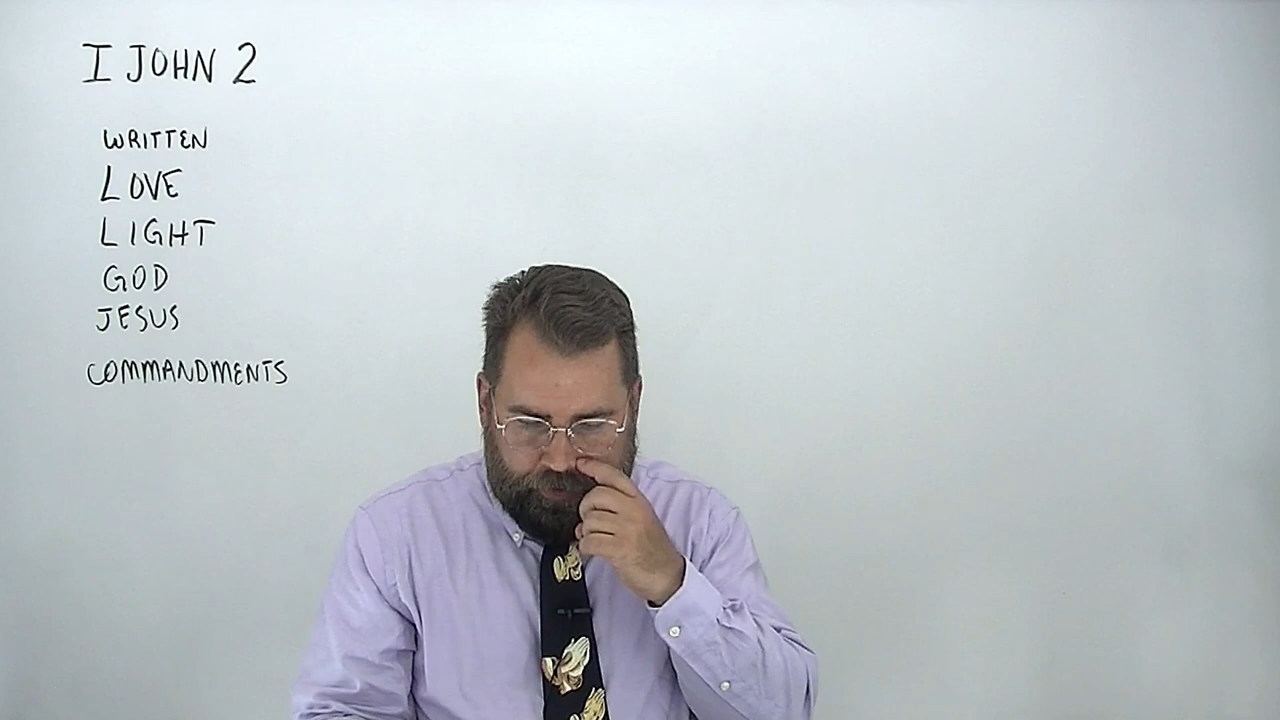 I JOHN 2
WRITTEN
LOVE
LIGHT
GOD
JESUS
COMMANDMENTS